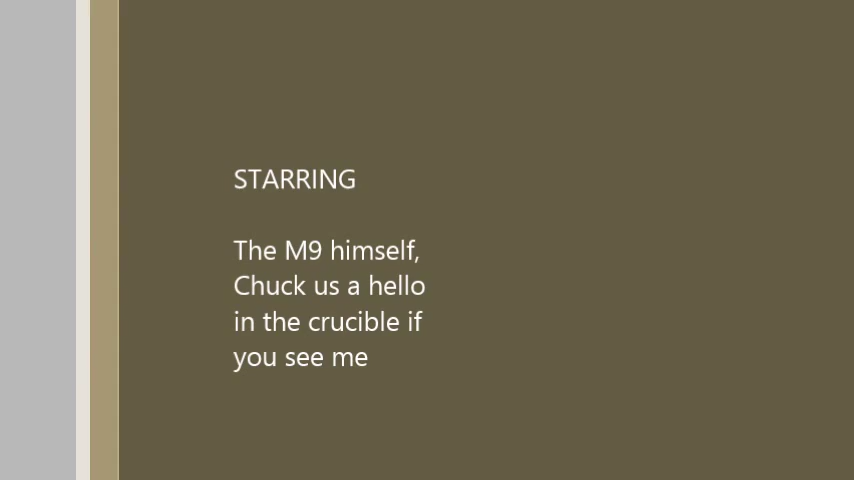 STARRING
The M9 himself,
Chuck us a hello
in the crucible if
you see me